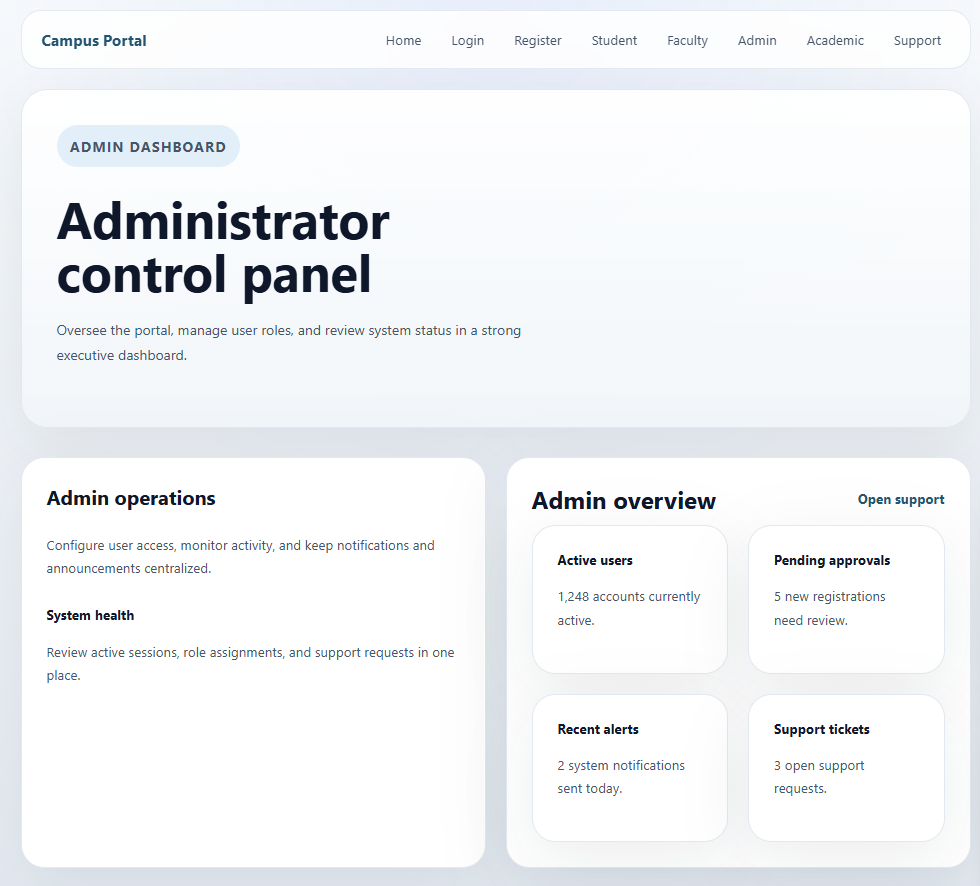 Campus Portal
Home Login Register Student Faculty Admin Academic Support
ADMIN DASHBOARD
Administrator
control panel
Oversee the portal, manage user roles, and review system status in a strong
executive dashboard.
Admin operations
Configure user access, monitor activity, and keep notifications and
announcements centralized.
System health
Review active sessions, role assignments, and support requests in one
place.
Admin overview
Open support
Active users
1,248 accounts currently
active.
Pending approvals
5 new registrations
need review.
Recent alerts
2 system notifications
sent today.
Support tickets
3 open support
requests.